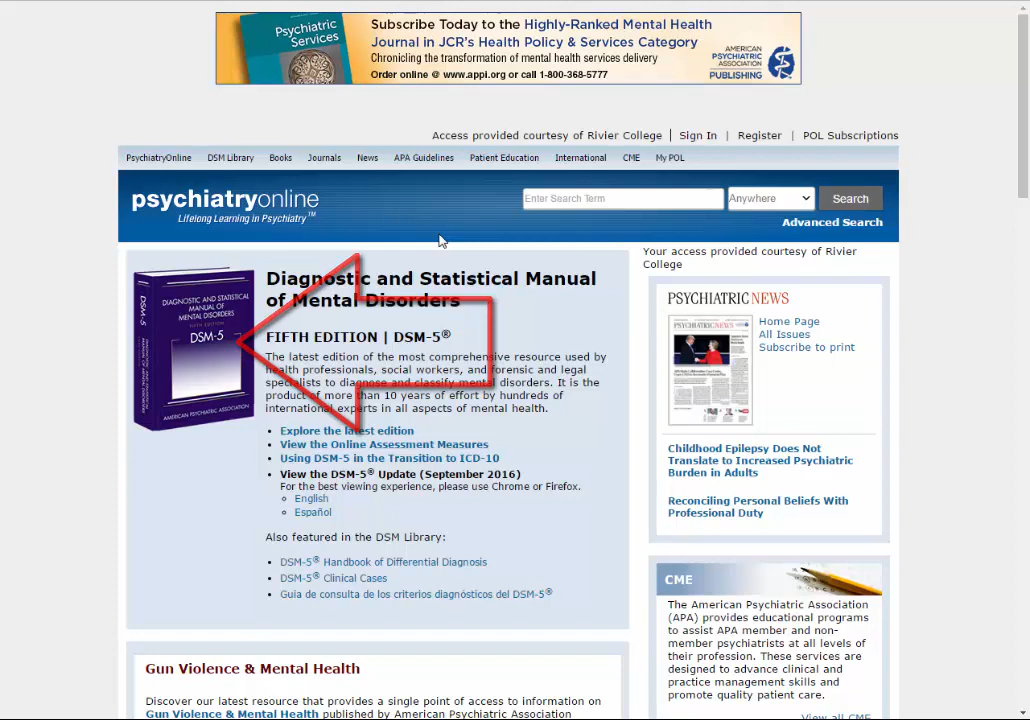 Psychiatric
Services
Subscribe Today to the Highly-Ranked Mental Health
Journal in JCR's Health Policy & Services Category
Chronicling the transformation of mental health services delivery
Order online @ www.appi.org or call 1-800-368-5777
AMERICAN
PSYCHIATRIC
ASSOCIATION
PUBLISHING
Access provided courtesy of Rivier College | Sign In | Register | POL Subscriptions
PsychiatryOnline DSM Library Books Journals News APA Guidelines Patient Education International CME My POL
psychiatryonline
Lifelong Learning in Psychiatry™
Enter Search Term Anywhere Search
Advanced Search
DSM-5
DIAGNOSTIC AND STATISTICAL
MANUAL OF
MENTAL DISORDERS
FIFTH EDITION
DSM-5
AMERICAN PSYCHIATRIC ASSOCIATION
Diagnostic and Statistical Manual
of Mental Disorders
FIFTH EDITION | DSM-5®
The latest edition of the most comprehensive resource used by
health professionals, social workers, and forensic and legal
specialists to diagnose and classify mental disorders. It is the
product of more than 10 years of effort by hundreds of
international experts in all aspects of mental health.
Explore the latest edition
View the Online Assessment Measures
Using DSM-5 in the Transition to ICD-10
View the DSM-5® Update (September 2016)
For the best viewing experience, please use Chrome or Firefox.
English
Español
Also featured in the DSM Library:
DSM-5® Handbook of Differential Diagnosis
DSM-5® Clinical Cases
Guía de consulta de los criterios diagnósticos del DSM-5®
Gun Violence & Mental Health
Discover our latest resource that provides a single point of access to information on
Gun Violence & Mental Health published by American Psychiatric Association
Your access provided courtesy of Rivier
College
PSYCHIATRIC NEWS
PSYCHIATRIC NEWS
Home Page
All Issues
Subscribe to print
Childhood Epilepsy Does Not
Translate to Increased Psychiatric
Burden in Adults
Reconciling Personal Beliefs With
Professional Duty
CME
The American Psychiatric Association
(APA) provides educational programs
to assist APA member and non-
member psychiatrists at all levels of
their profession. These services are
designed to advance clinical and
practice management skills and
promote quality patient care.
View all CME